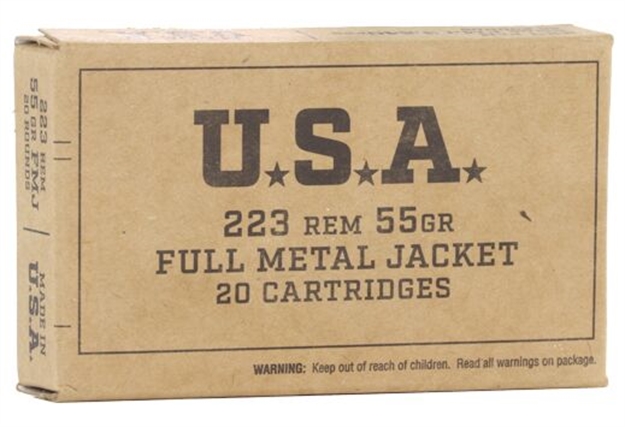 U.S.A.
223 REM 55GR
FULL METAL JACKET
20 CARTRIDGES
WARNING: Keep out of reach of children. Read all warnings on package.
223 REM
55 GR FMJ
20 ROUNDS
MADE IN
U.S.A.